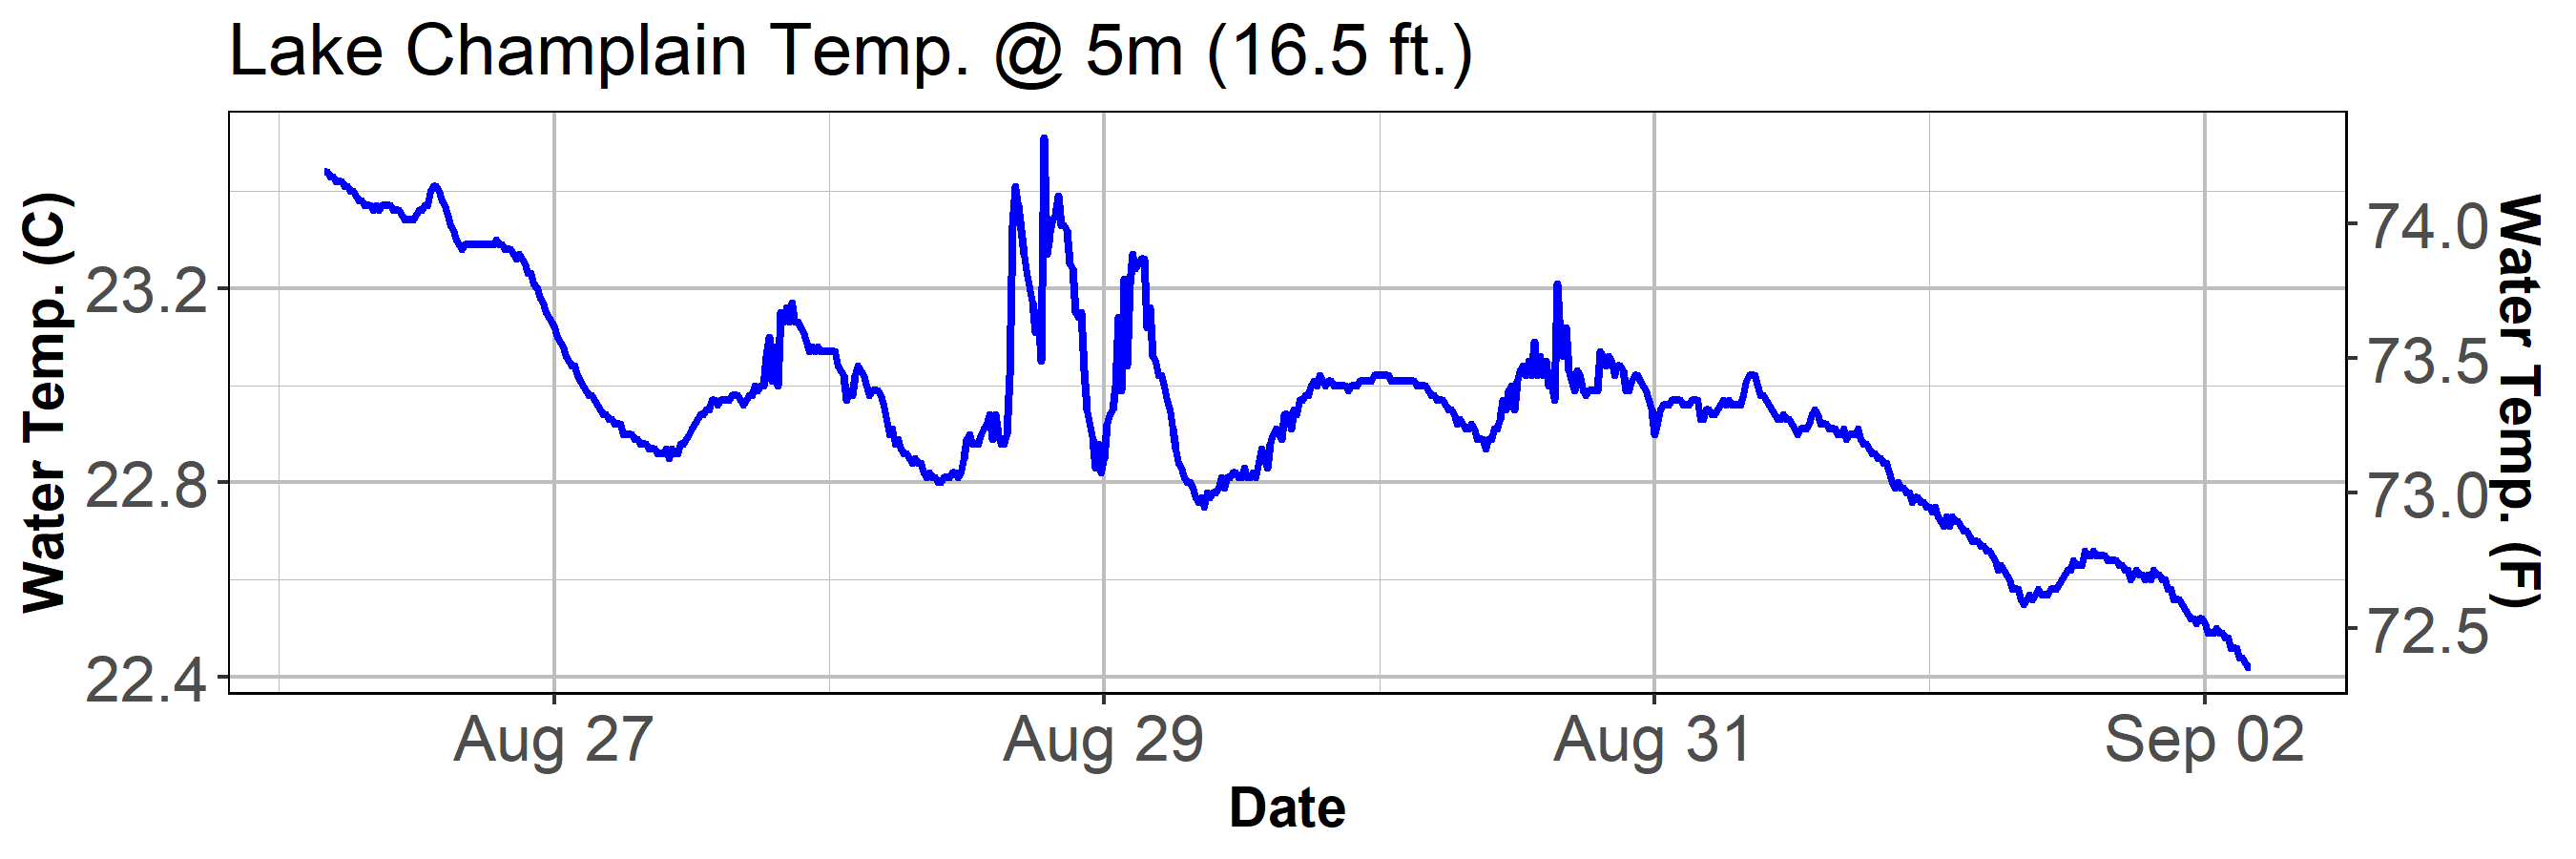 Lake Champlain Temp. @ 5m (16.5 ft.)
Water Temp. (C)
23.2
22.8
22.4
74.0
73.5
73.0
72.5
Water Temp. (F)
Aug 27 Aug 29 Aug 31 Sep 02
Date